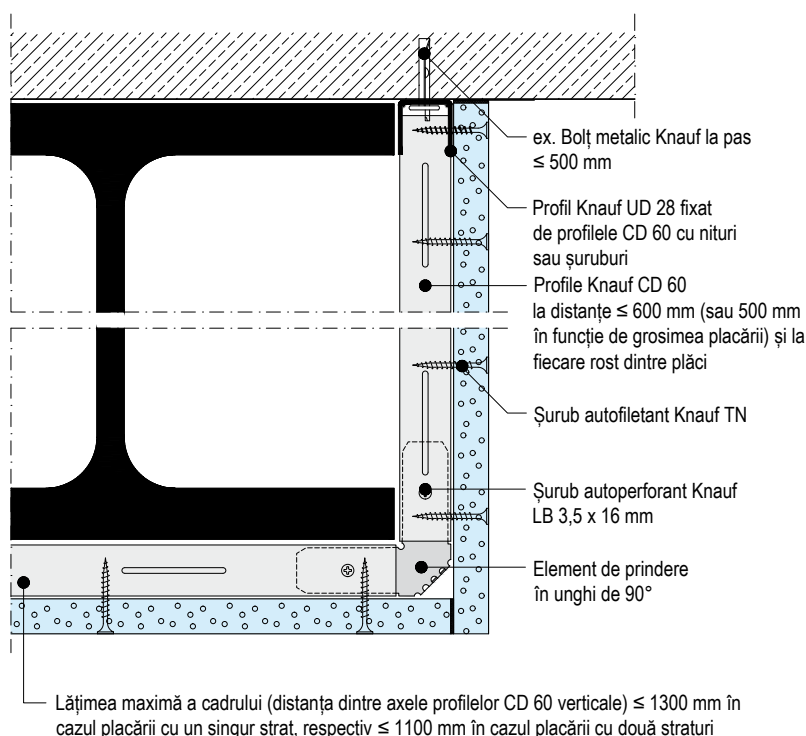 ex. Bolț metalic Knauf la pas
≤ 500 mm
Profil Knauf UD 28 fixat
de profilele CD 60 cu nituri
sau șuruburi
Profile Knauf CD 60
la distanțe ≤ 600 mm (sau 500 mm
în funcție de grosimea placării) și la
fiecare rost dintre plăci
Șurub autofiletant Knauf TN
Șurub autoperforant Knauf
LB 3,5 x 16 mm
Element de prindere
în unghi de 90°
Lățimea maximă a cadrului (distanța dintre axele profilelor CD 60 verticale) ≤ 1300 mm în
cazul placării cu un singur strat, respectiv ≤ 1100 mm în cazul placării cu două straturi